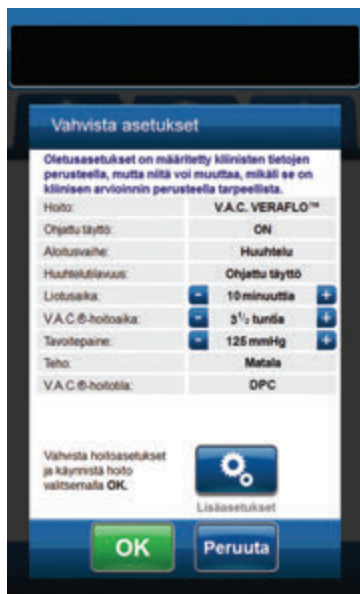 Vahvista asetukset
Oletusasetukset on määritetty kliinisten tietojen
perusteella, mutta niitä voi muuttaa, mikäli se on
kliinisen arvioinnin perusteella tarpeellista.
Hoito: V.A.C. VERAFLO™
Ohjattu täyttö: ON
Aloitusvaihe: Huuhtelu
Huuhtelutilavuus: Ohjattu täyttö
Liotusaika: - 10 minuuttia +
V.A.C.®-hoitoaika: - 3 1/2 tuntia +
Tavoitepaine: - 125 mmHg +
Teho: Matala
V.A.C.®-hoitotila: DPC
Vahvista hoitoasetukset
ja käynnistä hoito
valitsemalla OK.
Lisäasetukset
OK Peruuta